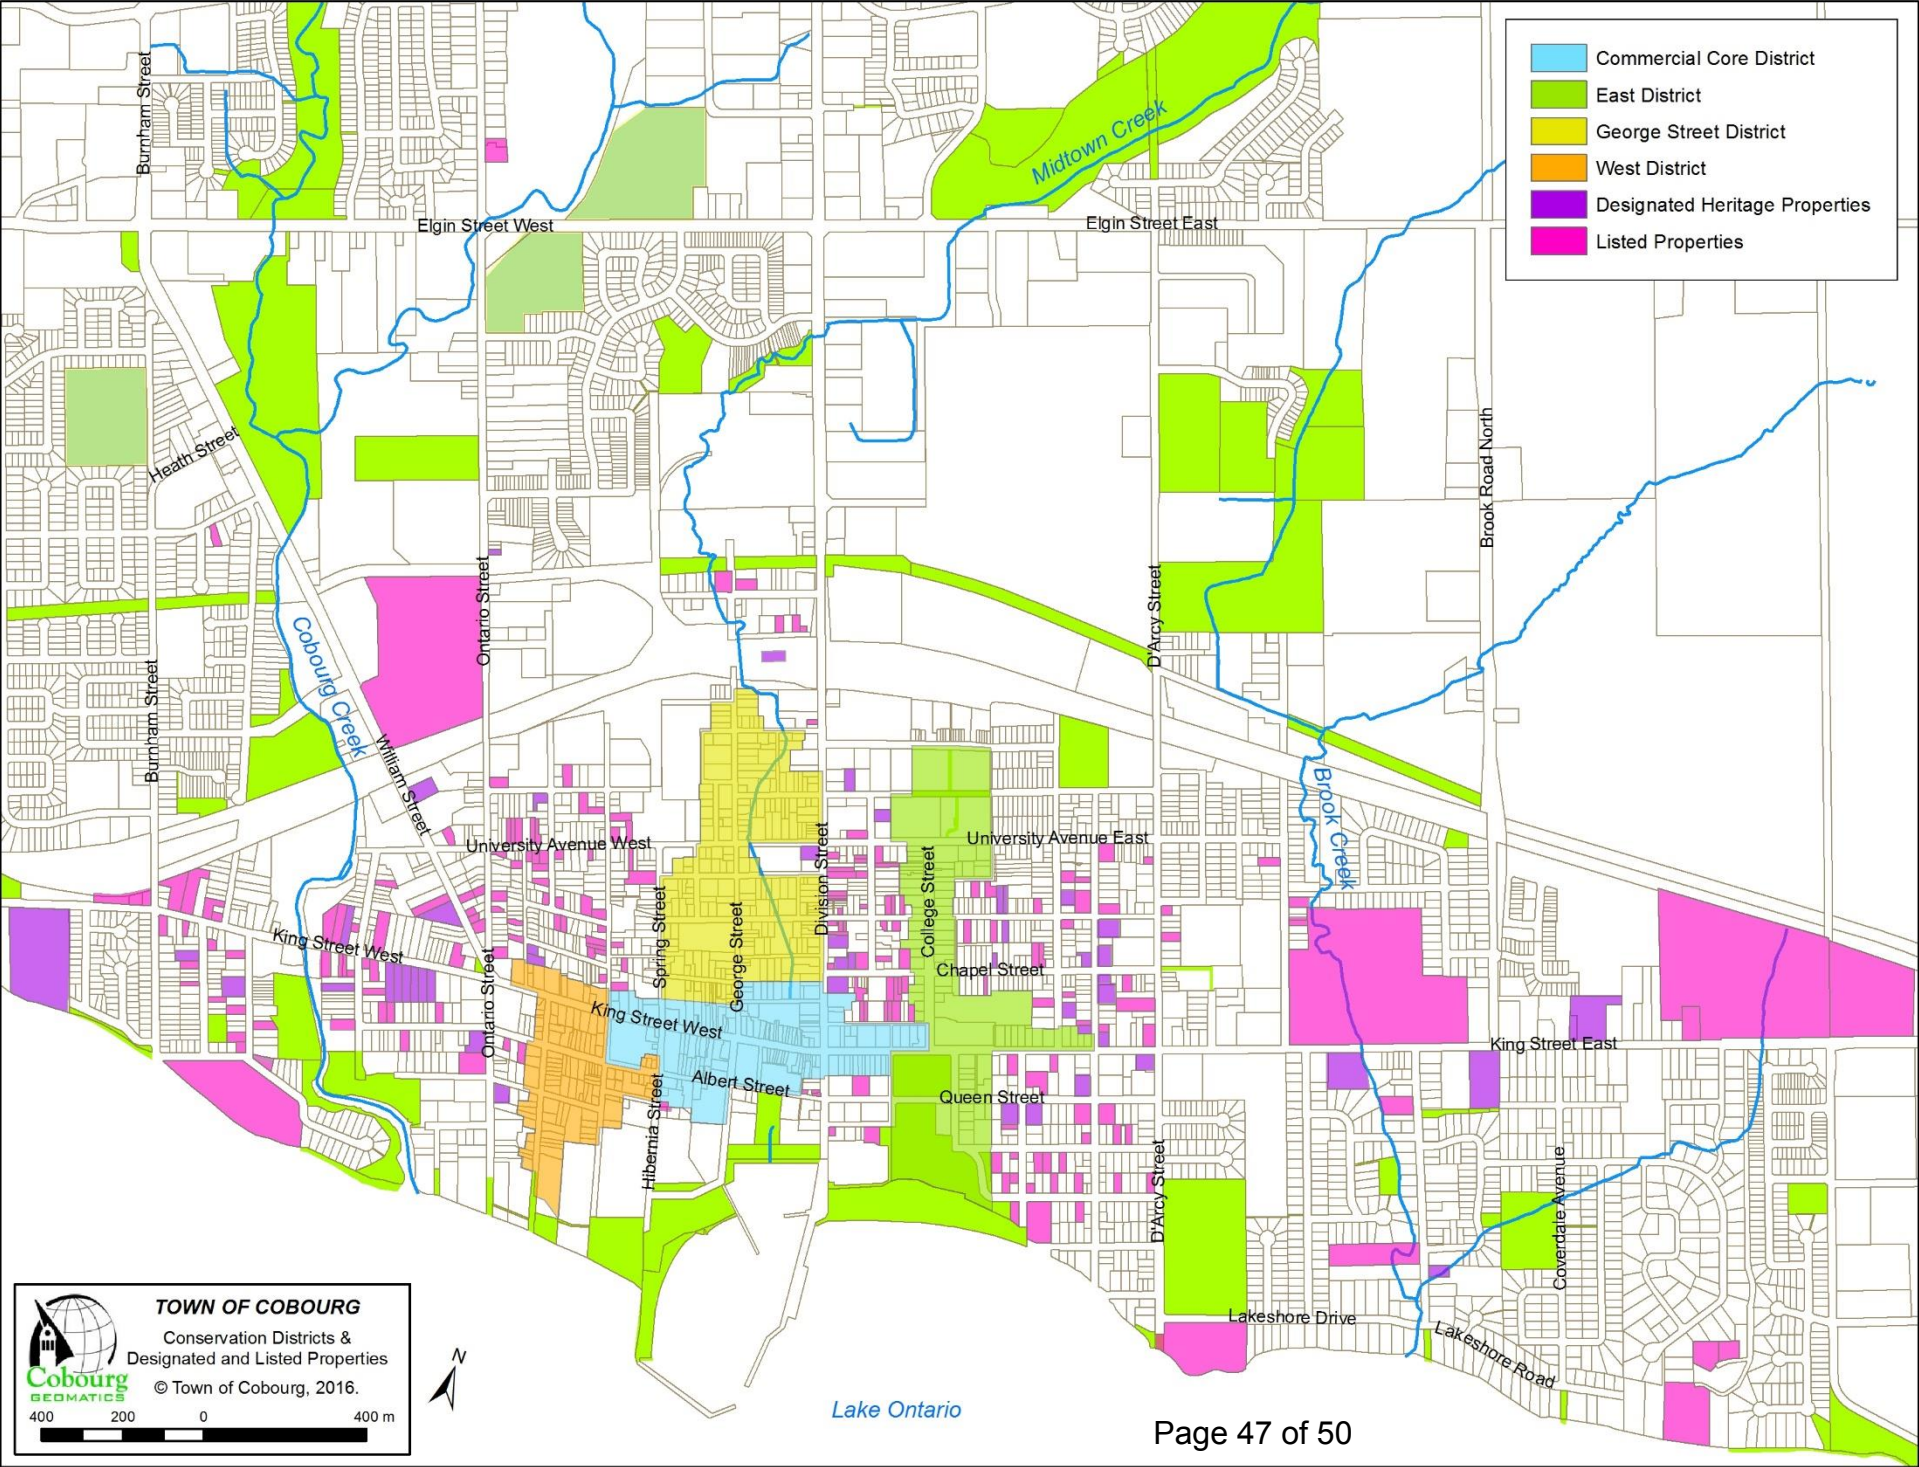 Commercial Core District
East District
George Street District
West District
Designated Heritage Properties
Listed Properties
Burnham Street
Midtown Creek
Elgin Street West
Elgin Street East
Heath Street
Brook Road North
Ontario Street
D'Arcy Street
Cobourg Creek
Burnham Street
William Street
Brook Creek
University Avenue West
University Avenue East
Division Street
College Street
Spring Street
George Street
King Street West
Chapel Street
Ontario Street
King Street West
King Street East
Albert Street
Queen Street
Hibernia Street
D'Arcy Street
Coverdale Avenue
Lakeshore Drive
Lakeshore Road
Lake Ontario
TOWN OF COBOURG
Conservation Districts &
Designated and Listed Properties
© Town of Cobourg, 2016.
Cobourg
GEOMATICS
400 200 0 400 m
N
Page 47 of 50